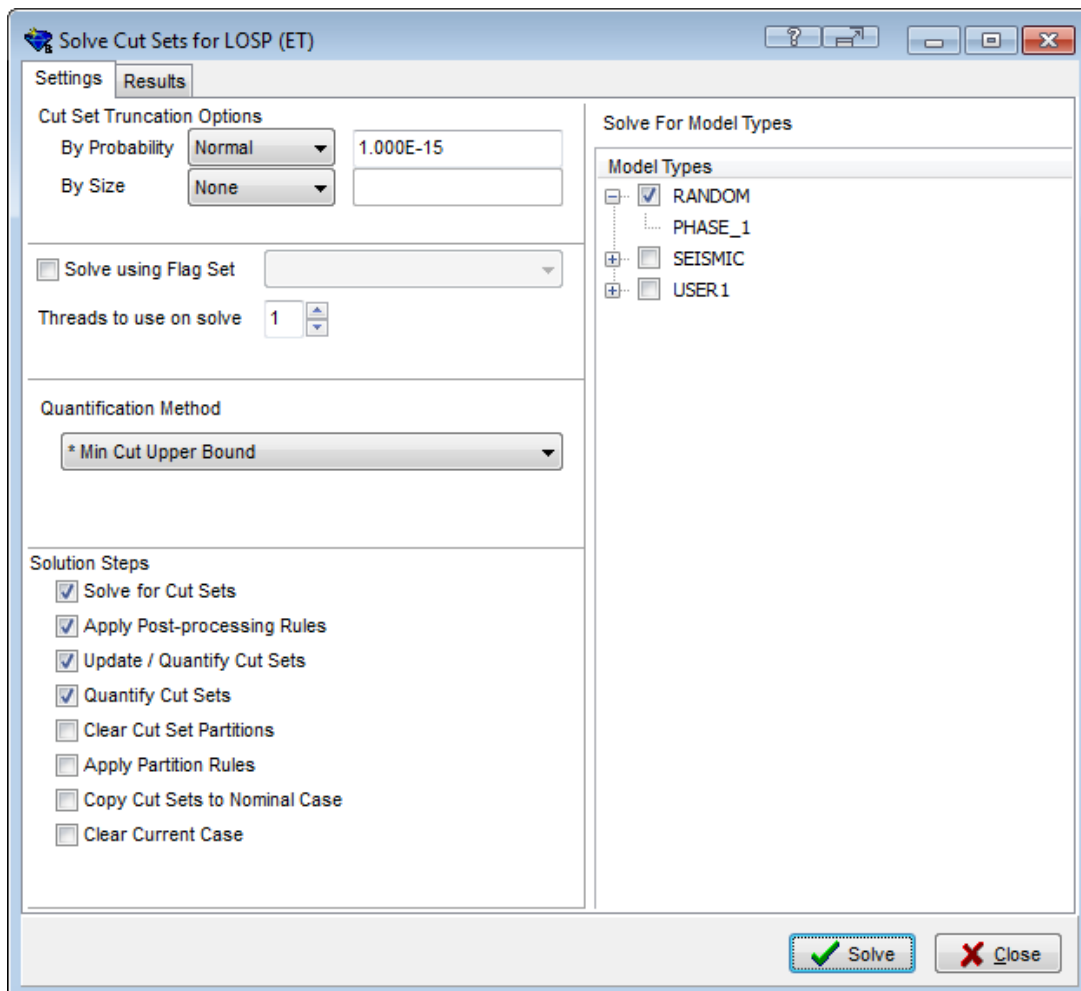 Solve Cut Sets for LOSP (ET)
Settings
Results
Cut Set Truncation Options
By Probability Normal 1.000E-15
By Size None
Solve using Flag Set
Threads to use on solve 1
Quantification Method
* Min Cut Upper Bound
Solution Steps
Solve for Cut Sets
Apply Post-processing Rules
Update / Quantify Cut Sets
Quantify Cut Sets
Clear Cut Set Partitions
Apply Partition Rules
Copy Cut Sets to Nominal Case
Clear Current Case
Solve For Model Types
Model Types
RANDOM
PHASE_1
SEISMIC
USER1
Solve
Close